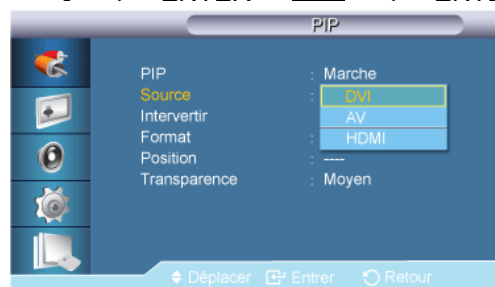 PIP
PIP : Marche
Source : DVI
Intervertir AV
Format : HDMI
Position : ----
Transparence : Moyen
Déplacer Entrer Retour